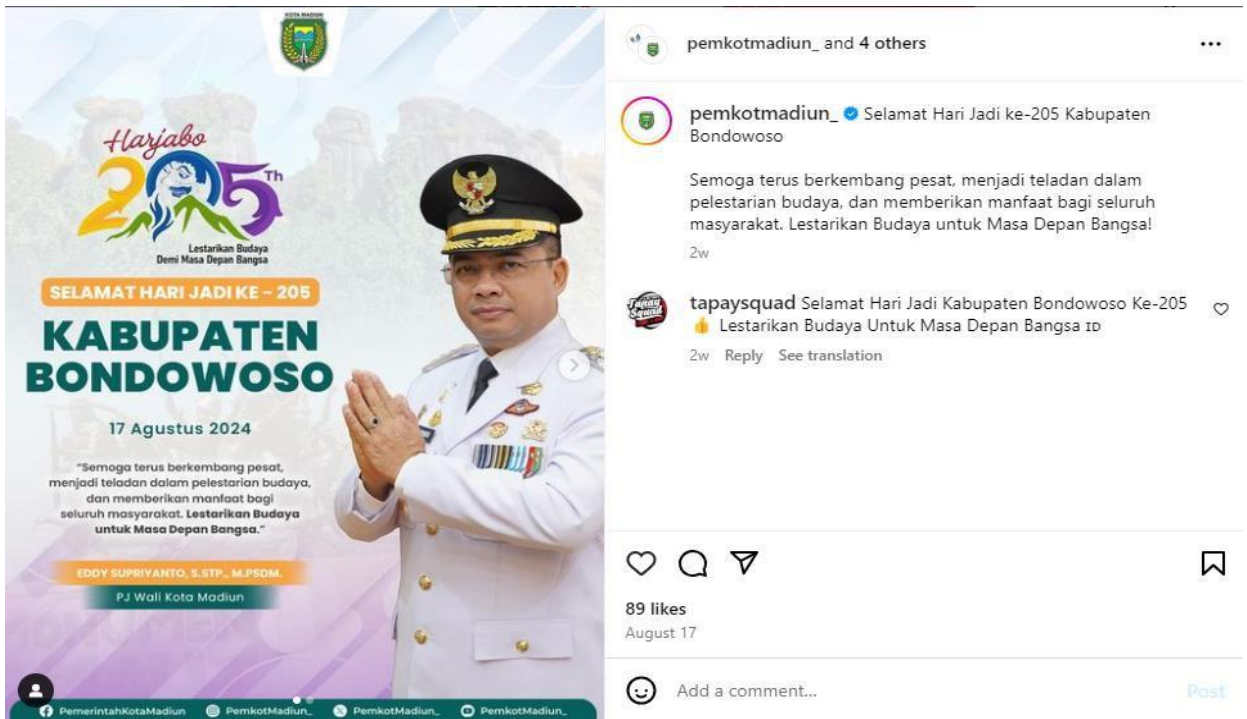 KOTA MADIUN
Harjabo
205 Th
Lestarikan Budaya
Demi Masa Depan Bangsa
SELAMAT HARI JADI KE – 205
KABUPATEN
BONDOWOSO
17 Agustus 2024
"Semoga terus berkembang pesat,
menjadi teladan dalam pelestarian budaya,
dan memberikan manfaat bagi
seluruh masyarakat. Lestarikan Budaya
untuk Masa Depan Bangsa."
EDDY SUPRIYANTO, S.STP., M.PSDM.
PJ Wali Kota Madiun
PemerintahKotaMadiun PemkotMadiun_ PemkotMadiun_ PemkotMadiun_
pemkotmadiun_ and 4 others
pemkotmadiun_ Selamat Hari Jadi ke-205 Kabupaten
Bondowoso
Semoga terus berkembang pesat, menjadi teladan dalam
pelestarian budaya, dan memberikan manfaat bagi seluruh
masyarakat. Lestarikan Budaya untuk Masa Depan Bangsa!
2w
tapaysquad Selamat Hari Jadi Kabupaten Bondowoso Ke-205
👍 Lestarikan Budaya Untuk Masa Depan Bangsa ID
2w Reply See translation
89 likes
August 17
Add a comment...
Post